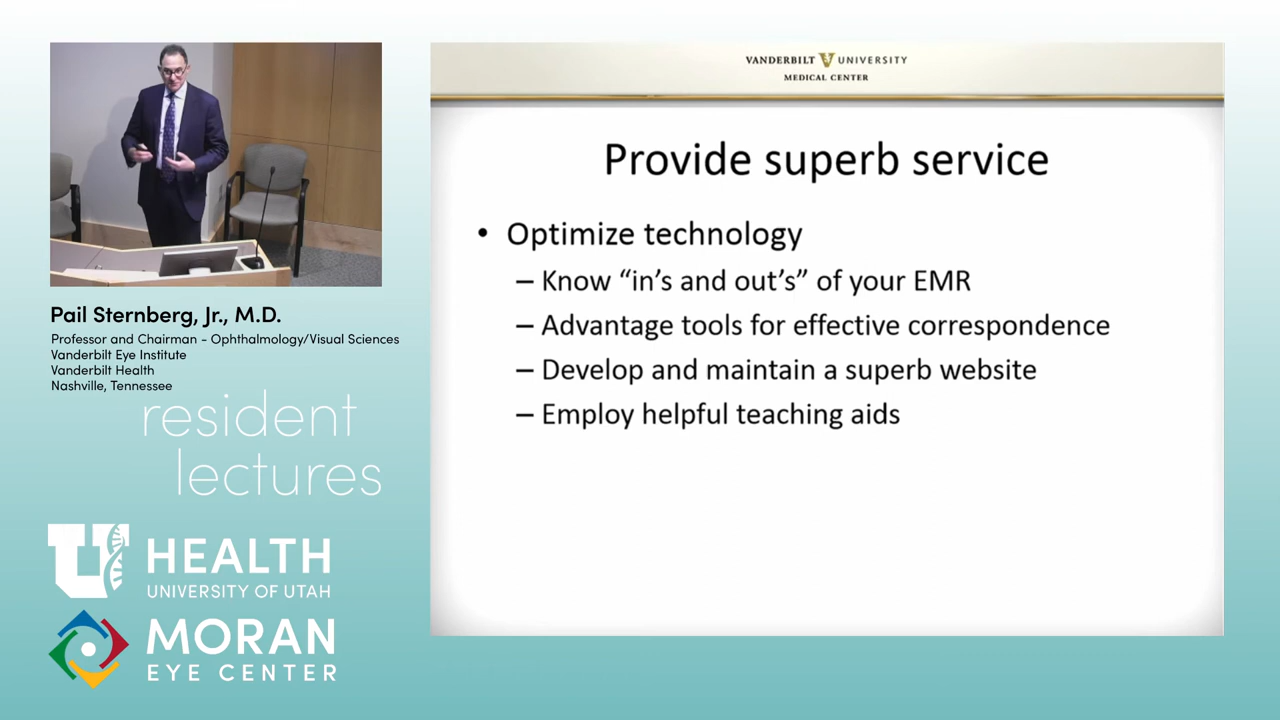 Pail Sternberg, Jr., M.D.
Professor and Chairman - Ophthalmology/Visual Sciences
Vanderbilt Eye Institute
Vanderbilt Health
Nashville, Tennessee
resident
lectures
U HEALTH
UNIVERSITY OF UTAH
MORAN
EYE CENTER
VANDERBILT V UNIVERSITY
MEDICAL CENTER
Provide superb service
• Optimize technology
– Know “in’s and out’s” of your EMR
– Advantage tools for effective correspondence
– Develop and maintain a superb website
– Employ helpful teaching aids